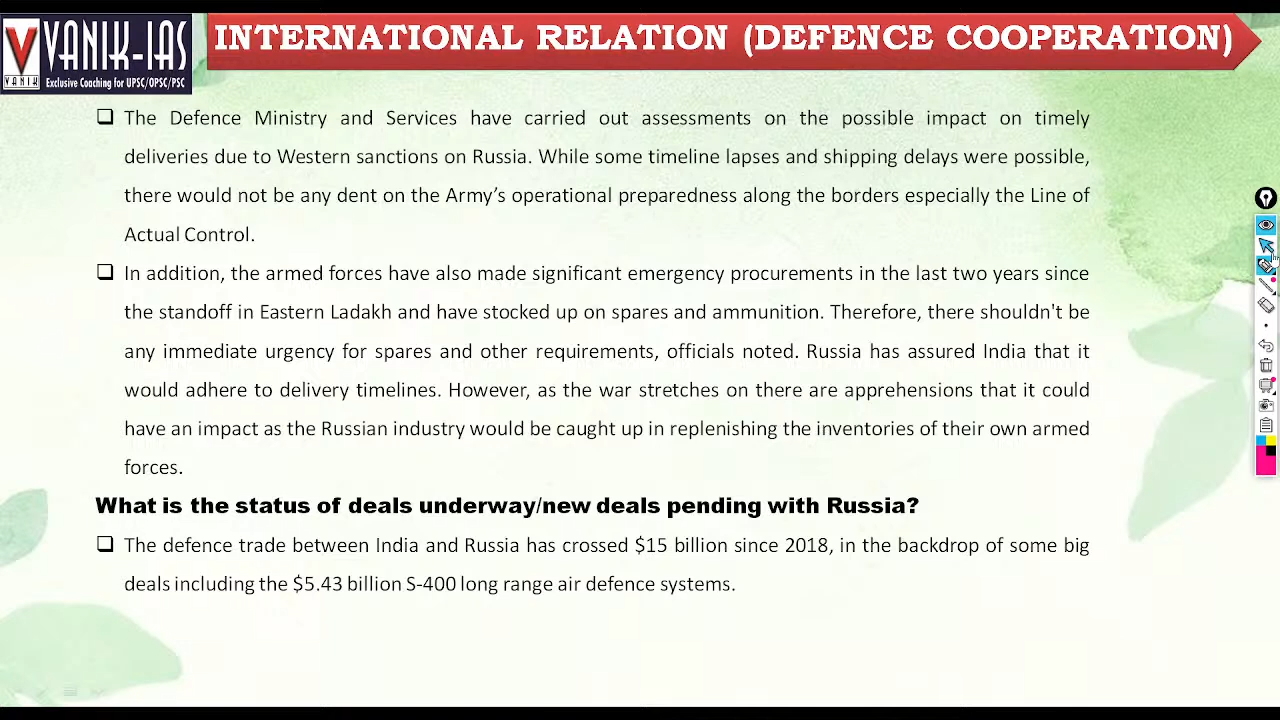 VANIK-IAS
VANIK
Exclusive Coaching for UPSC/OPSC/PSC
INTERNATIONAL RELATION (DEFENCE COOPERATION)
The Defence Ministry and Services have carried out assessments on the possible impact on timely
deliveries due to Western sanctions on Russia. While some timeline lapses and shipping delays were possible,
there would not be any dent on the Army’s operational preparedness along the borders especially the Line of
Actual Control.
In addition, the armed forces have also made significant emergency procurements in the last two years since
the standoff in Eastern Ladakh and have stocked up on spares and ammunition. Therefore, there shouldn't be
any immediate urgency for spares and other requirements, officials noted. Russia has assured India that it
would adhere to delivery timelines. However, as the war stretches on there are apprehensions that it could
have an impact as the Russian industry would be caught up in replenishing the inventories of their own armed
forces.
What is the status of deals underway/new deals pending with Russia?
The defence trade between India and Russia has crossed $15 billion since 2018, in the backdrop of some big
deals including the $5.43 billion S-400 long range air defence systems.